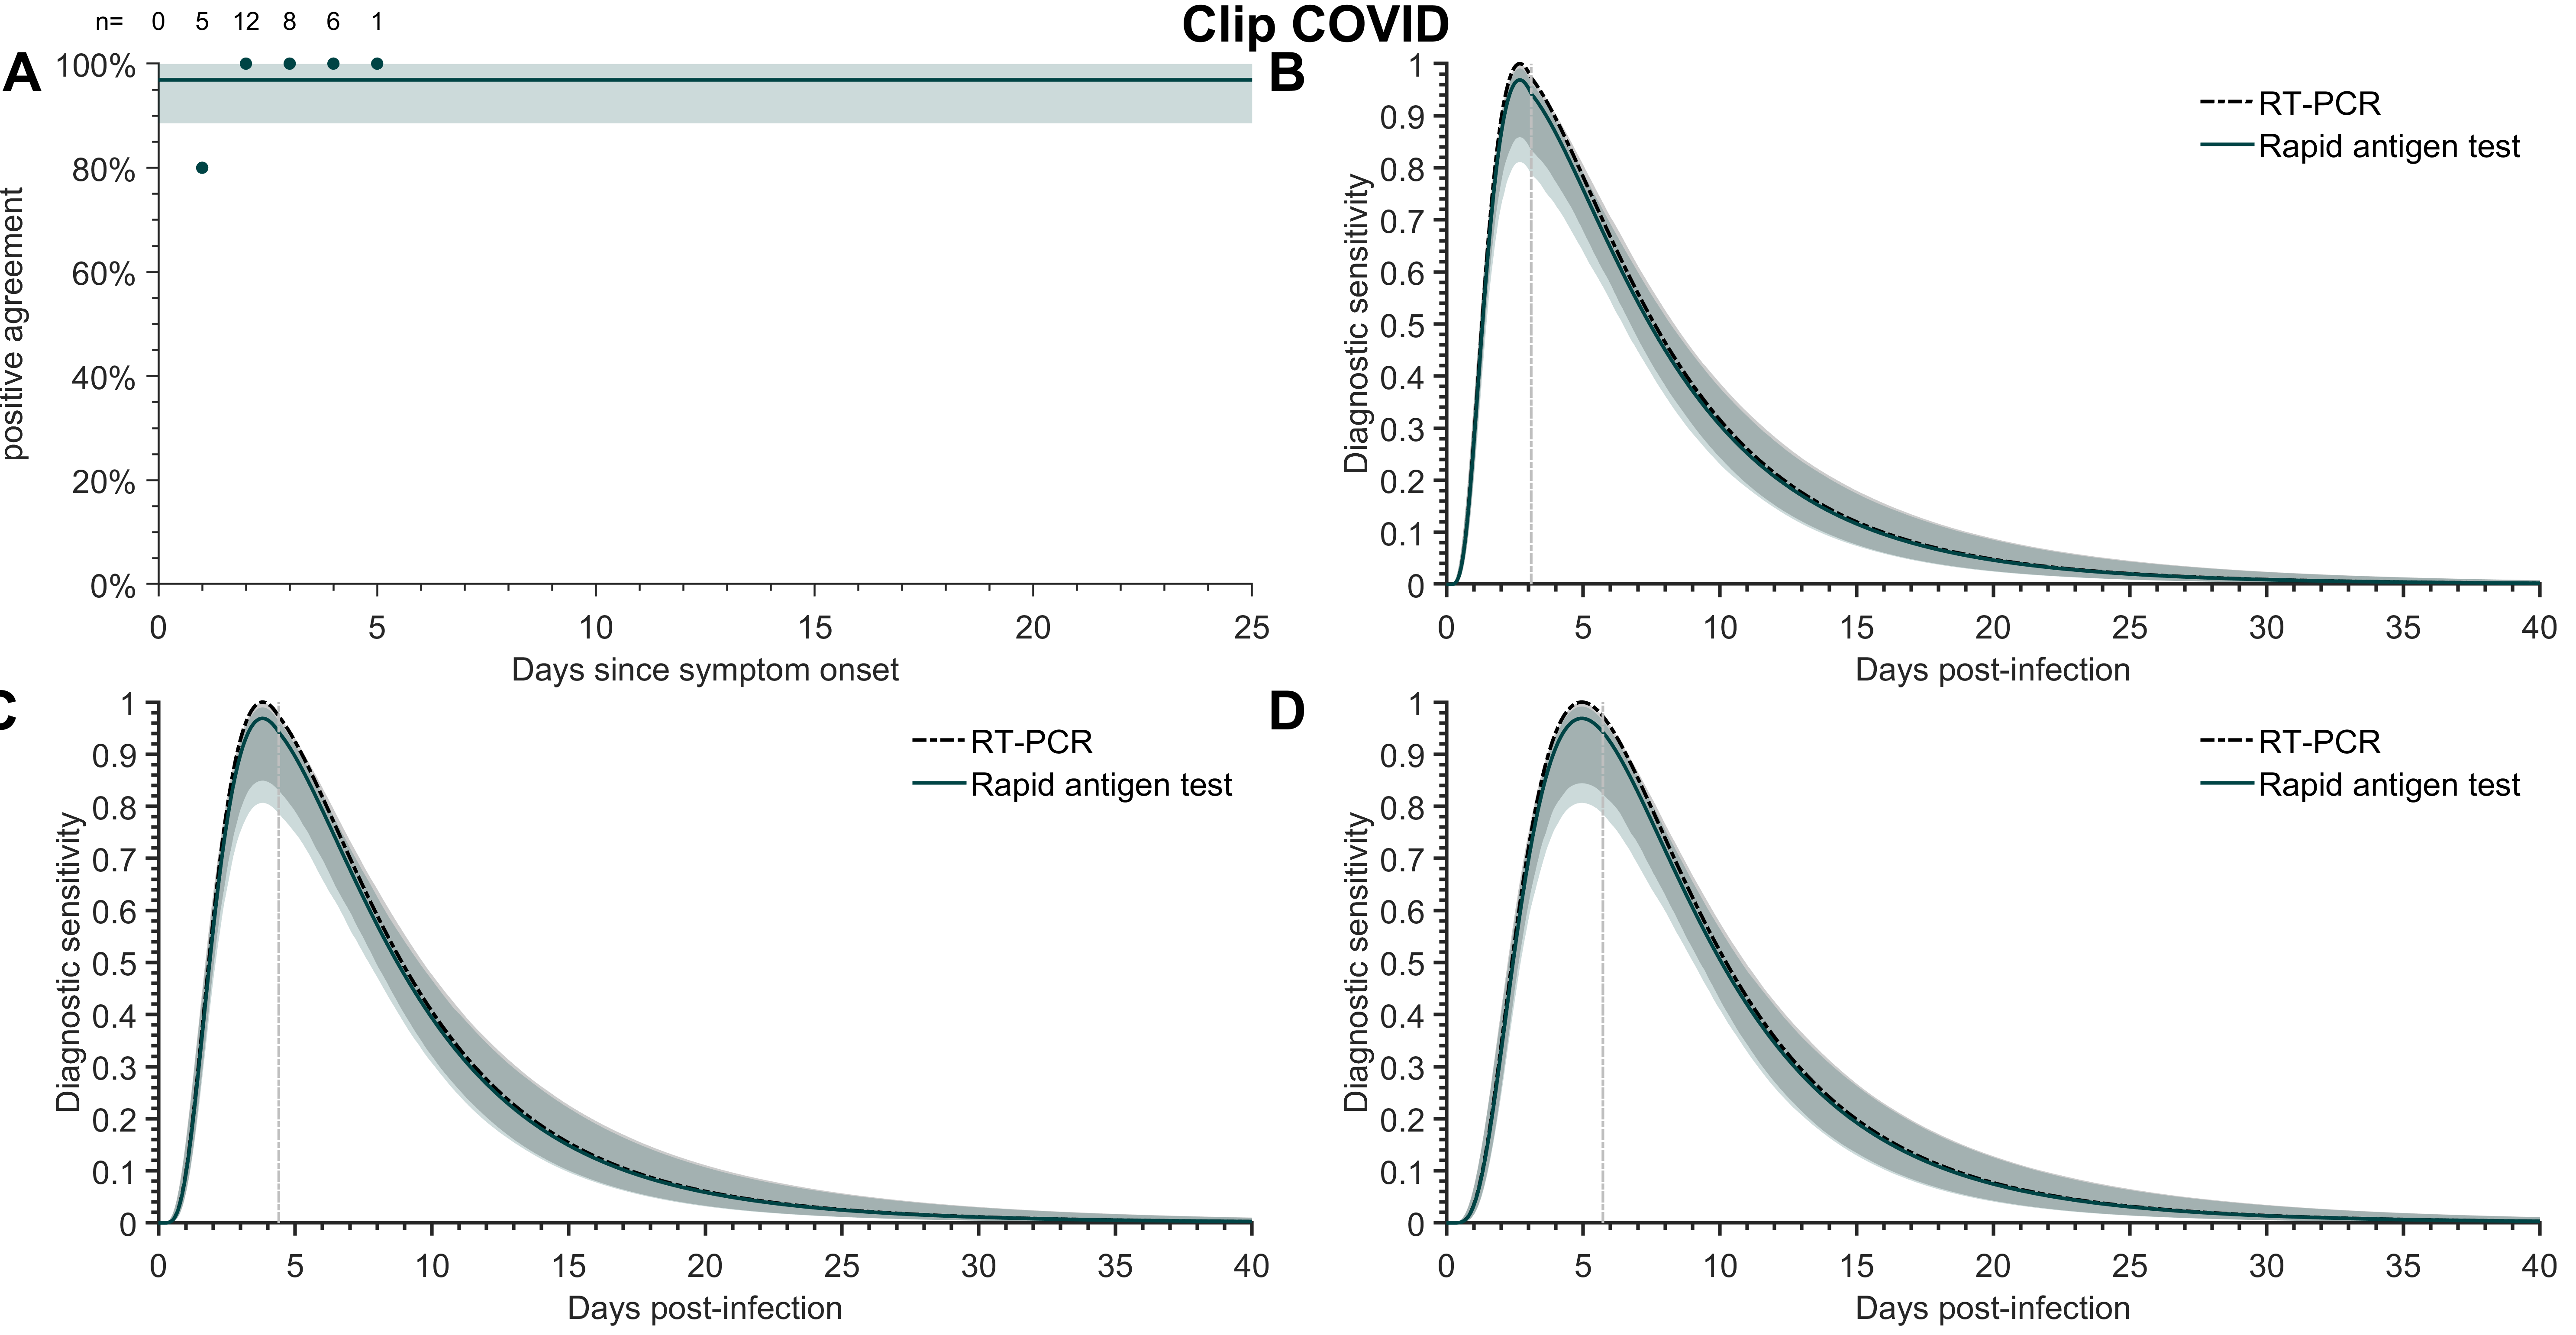 Clip COVID
n= 0 5 12 8 6 1
A
100%
80%
60%
40%
20%
0%
positive agreement
0 5 10 15 20 25
Days since symptom onset
B
1
0.9
0.8
0.7
0.6
0.5
0.4
0.3
0.2
0.1
0
Diagnostic sensitivity
RT-PCR
Rapid antigen test
0 5 10 15 20 25 30 35 40
Days post-infection
C
1
0.9
0.8
0.7
0.6
0.5
0.4
0.3
0.2
0.1
0
Diagnostic sensitivity
RT-PCR
Rapid antigen test
0 5 10 15 20 25 30 35 40
Days post-infection
D
1
0.9
0.8
0.7
0.6
0.5
0.4
0.3
0.2
0.1
0
Diagnostic sensitivity
RT-PCR
Rapid antigen test
0 5 10 15 20 25 30 35 40
Days post-infection